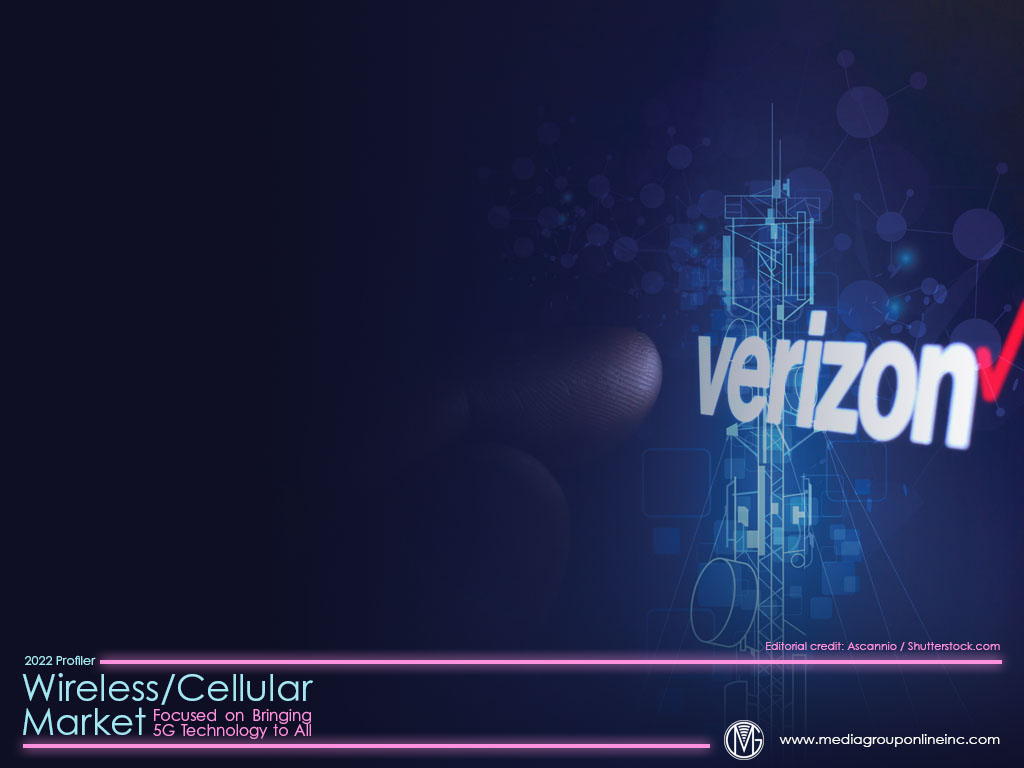 verizon
Editorial credit: Ascannio / Shutterstock.com
2022 Profiler
Wireless/Cellular
Market
Focused on Bringing
5G Technology to All
MG
www.mediagrouponlineinc.com